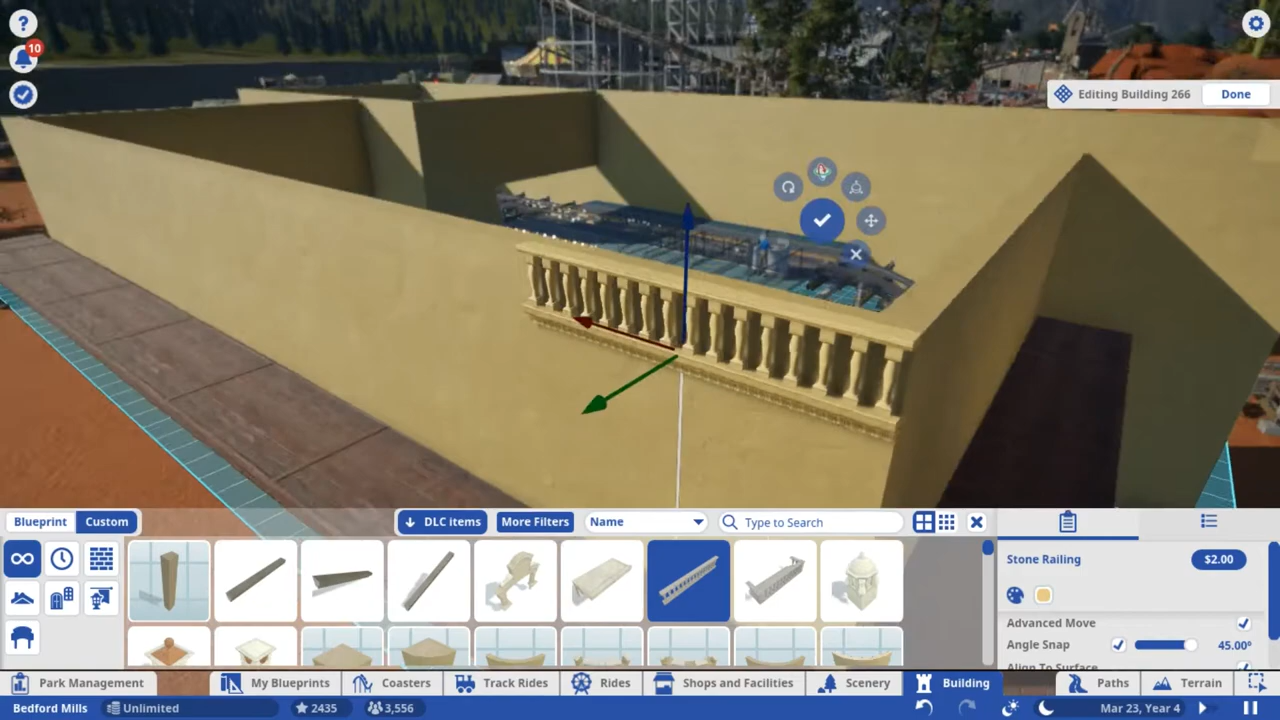 ?
10
Editing Building 266
Done
Blueprint
Custom
DLC items
More Filters
Name
Type to Search
Stone Railing
$2.00
Advanced Move
Angle Snap
45.00º
Align To Surface
Park Management
My Blueprints
Coasters
Track Rides
Rides
Shops and Facilities
Scenery
Building
Paths
Terrain
Bedford Mills
Unlimited
2435
3,556
Mar 23, Year 4